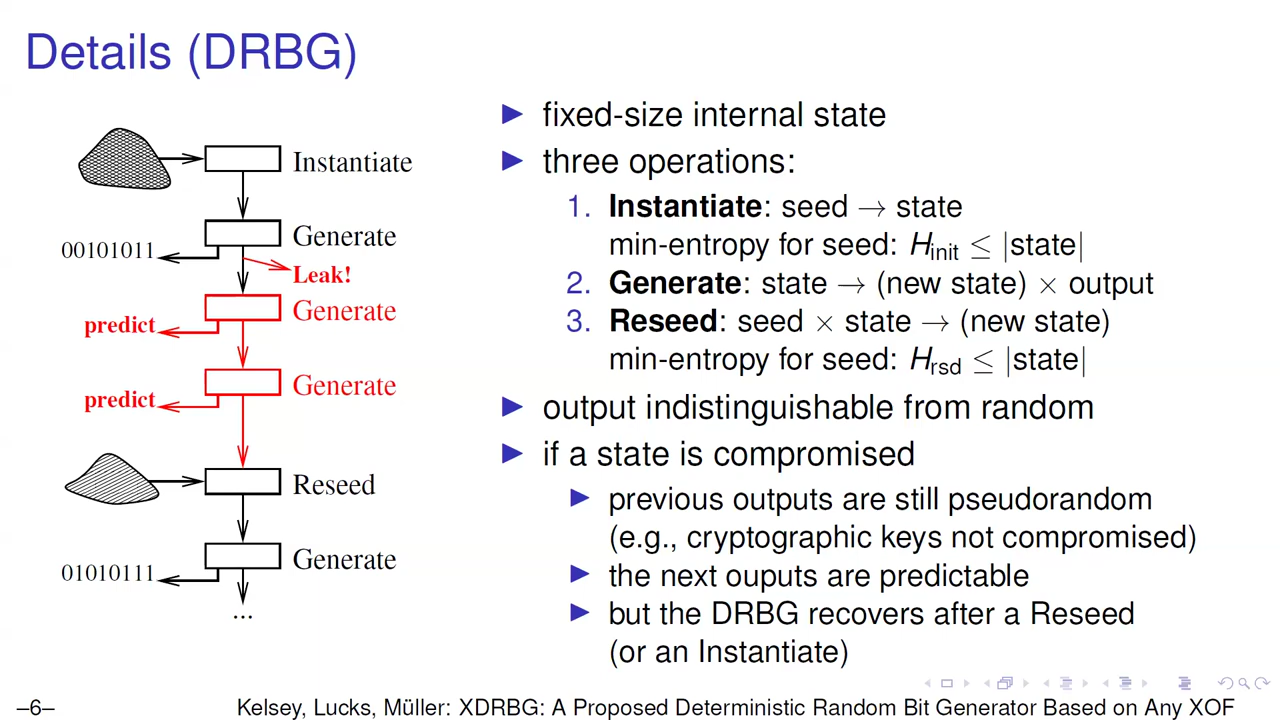 Details (DRBG)
Instantiate
Generate
00101011
Leak!
Generate
predict
Generate
predict
Reseed
Generate
01010111
...
► fixed-size internal state
► three operations:
1. Instantiate: seed → state
min-entropy for seed: H_init ≤ |state|
2. Generate: state → (new state) × output
3. Reseed: seed × state → (new state)
min-entropy for seed: H_rsd ≤ |state|
► output indistinguishable from random
► if a state is compromised
► previous outputs are still pseudorandom
(e.g., cryptographic keys not compromised)
► the next ouputs are predictable
► but the DRBG recovers after a Reseed
(or an Instantiate)
–6–
Kelsey, Lucks, Müller: XDRBG: A Proposed Deterministic Random Bit Generator Based on Any XOF